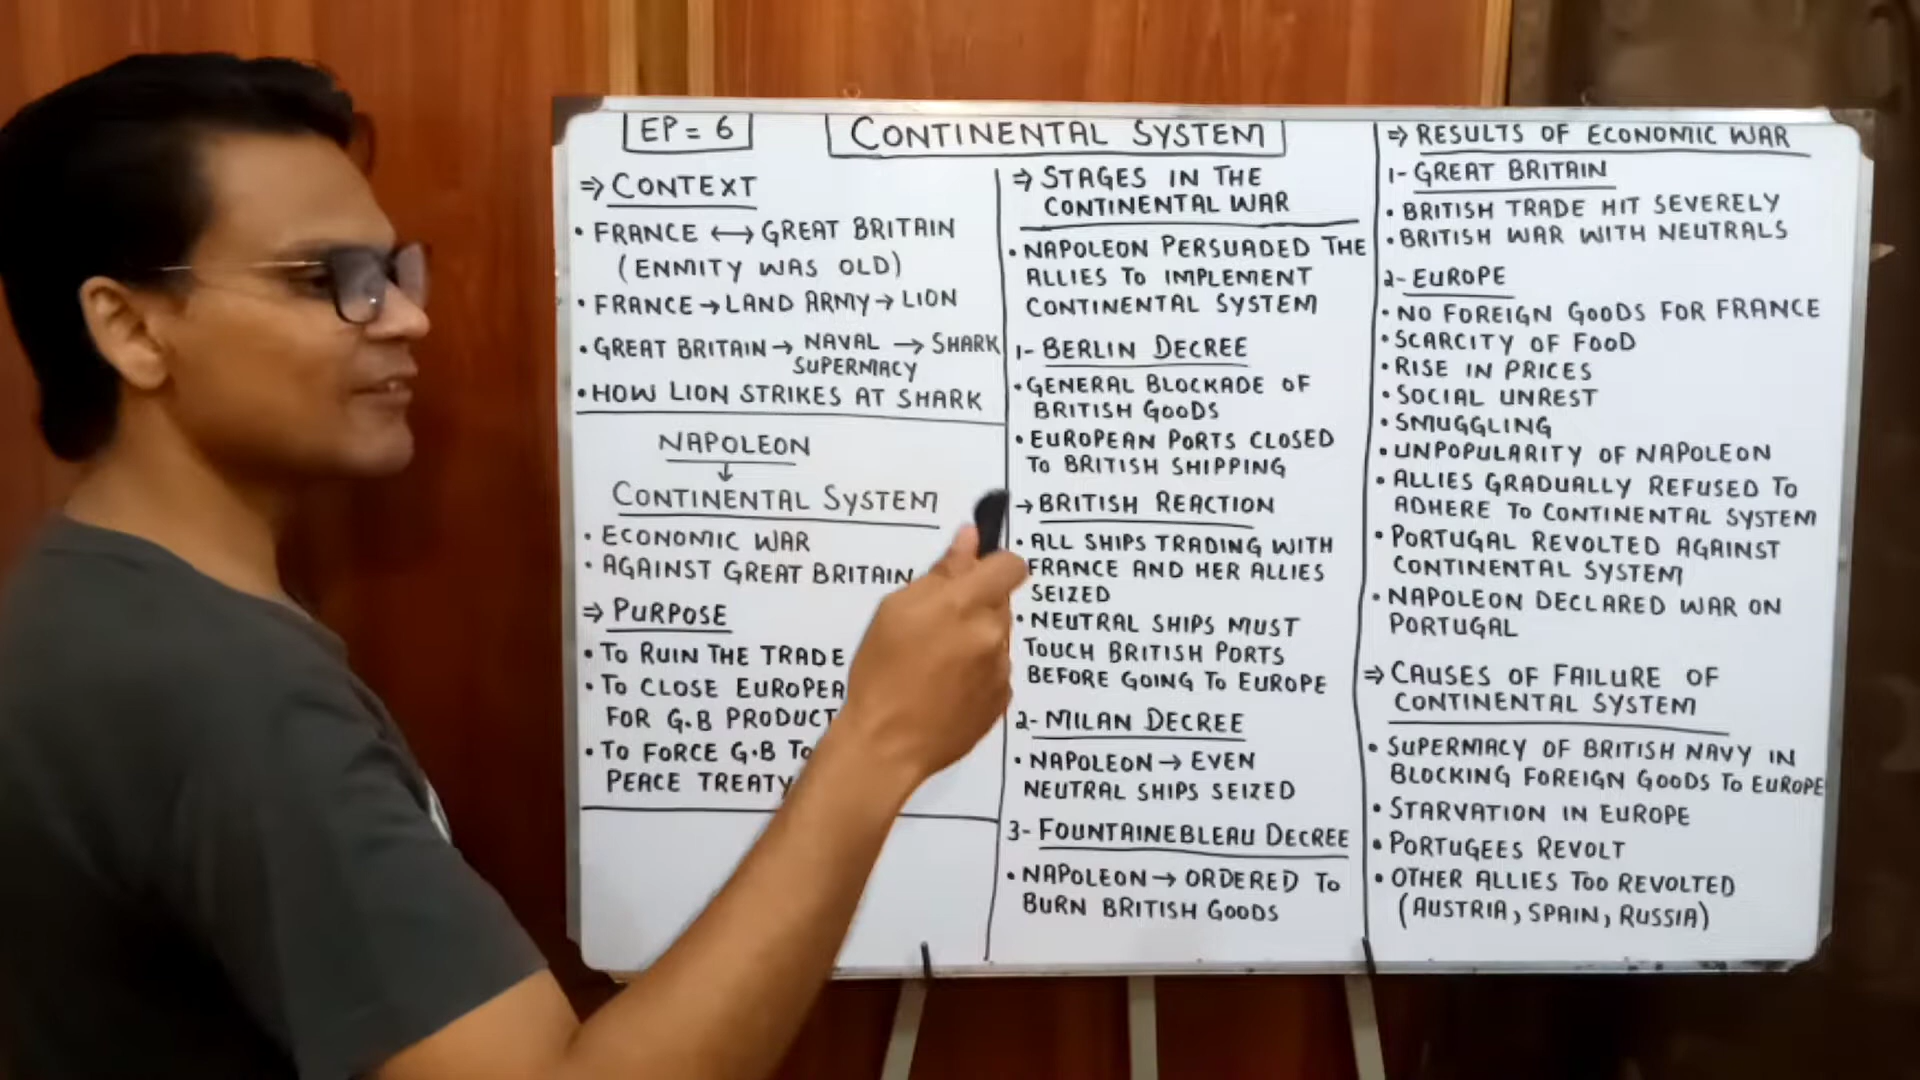 EP = 6
CONTINENTAL SYSTEM
⇒ CONTEXT
• FRANCE ↔ GREAT BRITAIN
(ENMITY WAS OLD)
• FRANCE → LAND ARMY → LION
• GREAT BRITAIN → NAVAL SUPERMACY → SHARK
• HOW LION STRIKES AT SHARK
NAPOLEON
↓
CONTINENTAL SYSTEM
• ECONOMIC WAR
• AGAINST GREAT BRITAIN
⇒ PURPOSE
• TO RUIN THE TRADE
• TO CLOSE
FOR G.B
• TO FORCE G.B
PEACE TREATY
⇒ STAGES IN THE
CONTINENTAL WAR
• NAPOLEON PERSUADED THE
ALLIES TO IMPLEMENT
CONTINENTAL SYSTEM
1- BERLIN DECREE
• GENERAL BLOCKADE OF
BRITISH GOODS
• EUROPEAN PORTS CLOSED
TO BRITISH SHIPPING
→ BRITISH REACTION
• ALL SHIPS TRADING WITH
FRANCE AND HER ALLIES
SEIZED
• NEUTRAL SHIPS MUST
TOUCH BRITISH PORTS
BEFORE GOING TO EUROPE
2- MILAN DECREE
• NAPOLEON → EVEN
NEUTRAL SHIPS SEIZED
3- FOUNTAINEBLEAU DECREE
• NAPOLEON → ORDERED TO
BURN BRITISH GOODS
⇒ RESULTS OF ECONOMIC WAR
1- GREAT BRITAIN
• BRITISH TRADE HIT SEVERELY
• BRITISH WAR WITH NEUTRALS
2- EUROPE
• NO FOREIGN GOODS FOR FRANCE
• SCARCITY OF FOOD
• RISE IN PRICES
• SOCIAL UNREST
• SMUGGLING
• UNPOPULARITY OF NAPOLEON
• ALLIES GRADUALLY REFUSED TO
ADHERE TO CONTINENTAL SYSTEM
• PORTUGAL REVOLTED AGAINST
CONTINENTAL SYSTEM
• NAPOLEON DECLARED WAR ON
PORTUGAL
⇒ CAUSES OF FAILURE OF
CONTINENTAL SYSTEM
• SUPERMACY OF BRITISH NAVY IN
BLOCKING FOREIGN GOODS TO EUROPE
• STARVATION IN EUROPE
• PORTUGEES REVOLT
• OTHER ALLIES TOO REVOLTED
(AUSTRIA, SPAIN, RUSSIA)